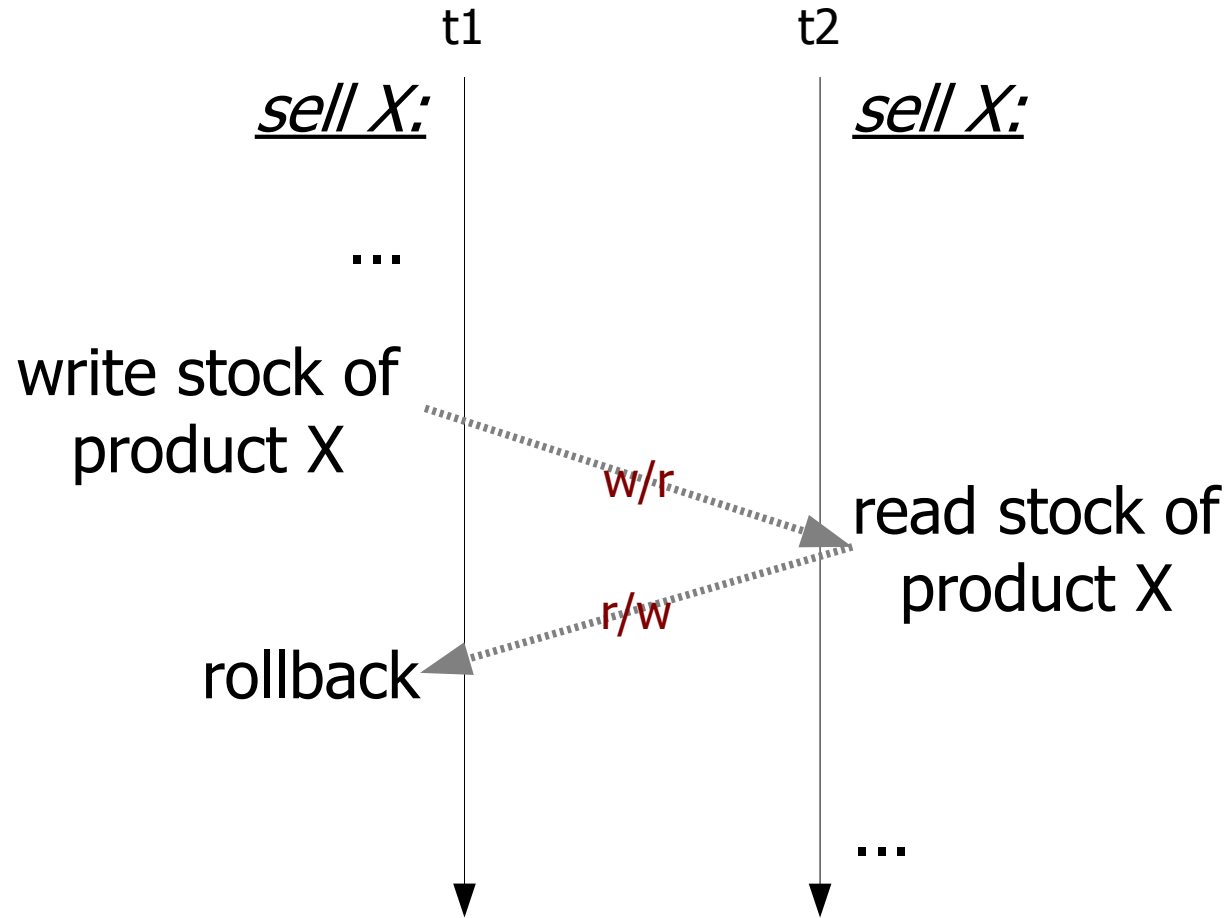 t1
t2
sell X:
sell X:
...
write stock of
product X
w/r
read stock of
product X
r/w
rollback
...